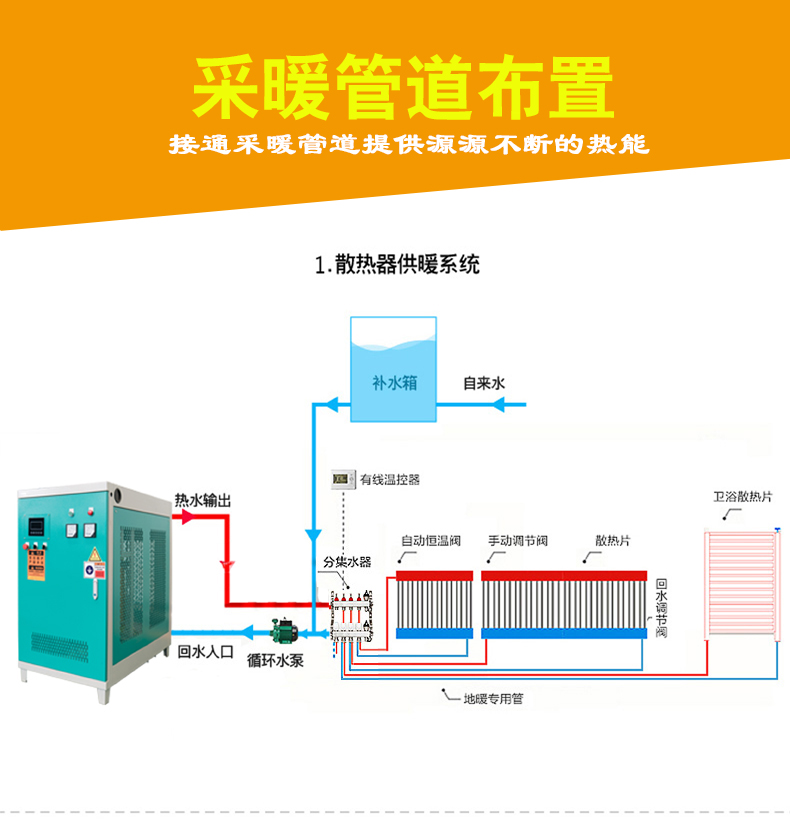 采暖管道布置
接通采暖管道提供源源不断的热能
1.散热器供暖系统
补水箱
自来水
有线温控器
热水输出
卫浴散热片
自动恒温阀
手动调节阀
散热片
分集水器
回水调节阀
回水入口
循环水泵
地暖专用管